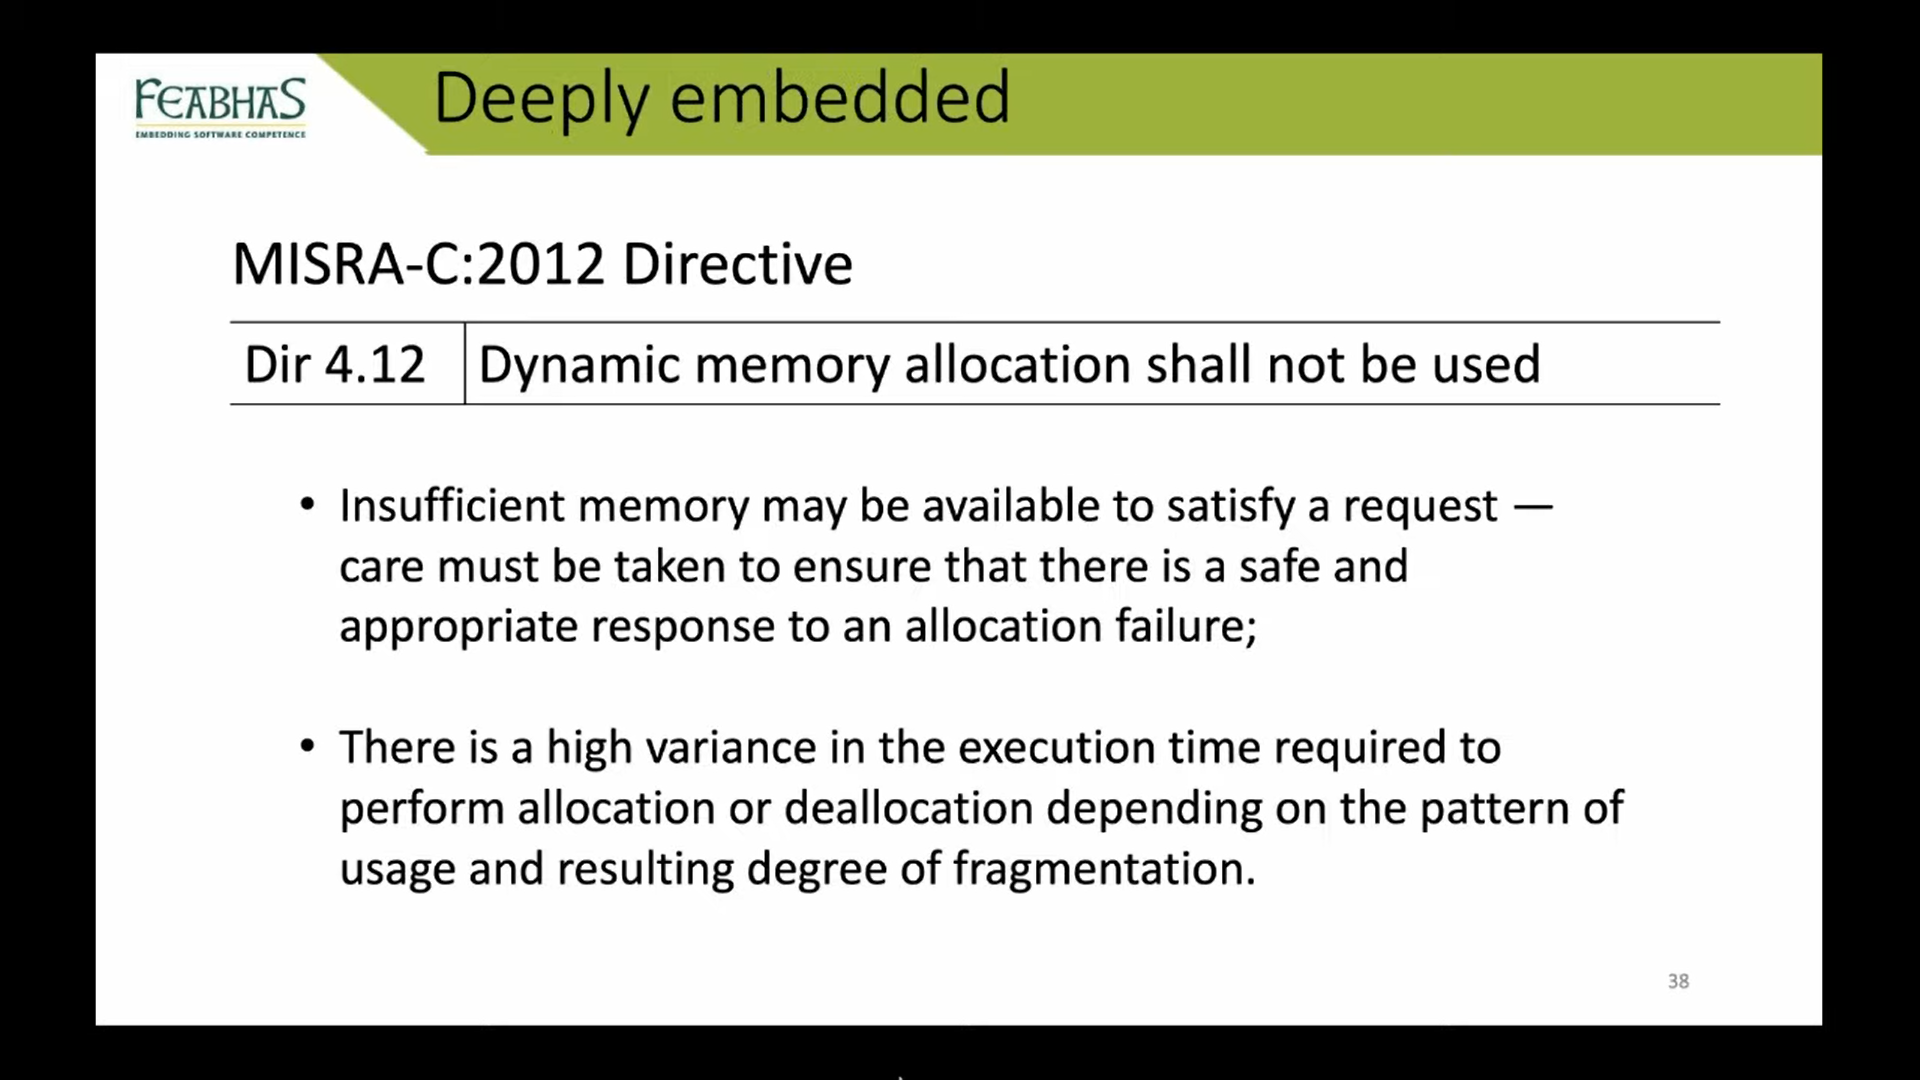 FEABHAS
EMBEDDING SOFTWARE COMPETENCE
Deeply embedded
MISRA-C:2012 Directive
Dir 4.12 Dynamic memory allocation shall not be used
• Insufficient memory may be available to satisfy a request —
care must be taken to ensure that there is a safe and
appropriate response to an allocation failure;
• There is a high variance in the execution time required to
perform allocation or deallocation depending on the pattern of
usage and resulting degree of fragmentation.
38